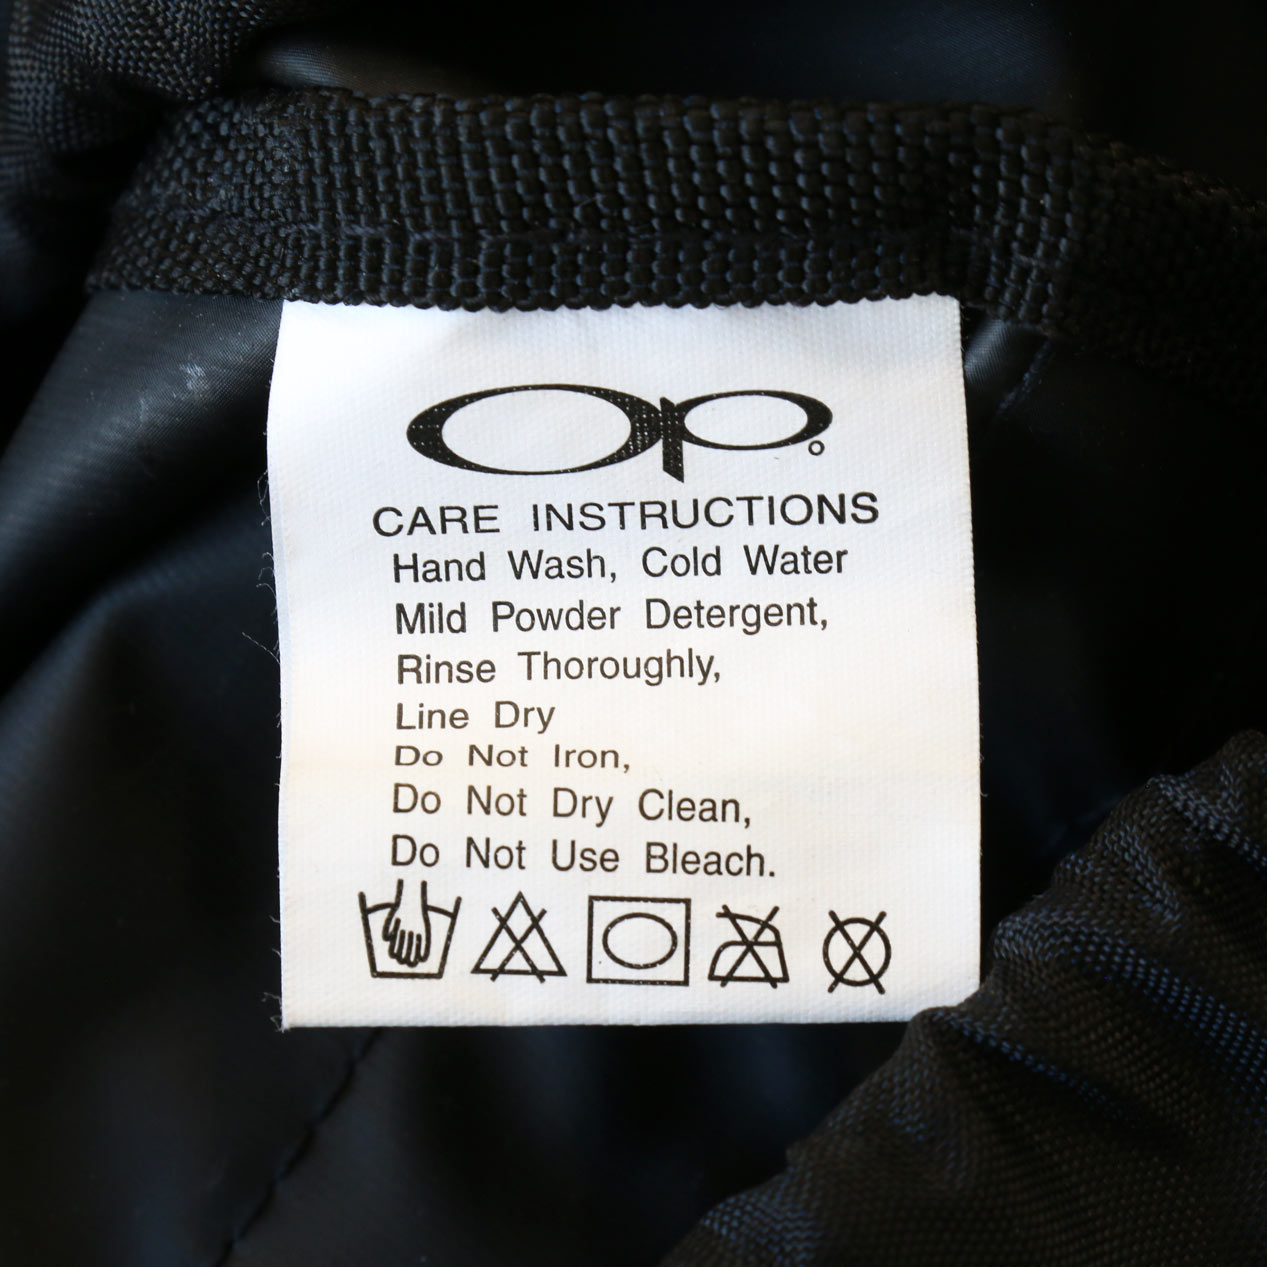 Op
CARE INSTRUCTIONS
Hand Wash, Cold Water
Mild Powder Detergent,
Rinse Thoroughly,
Line Dry
Do Not Iron,
Do Not Dry Clean,
Do Not Use Bleach.